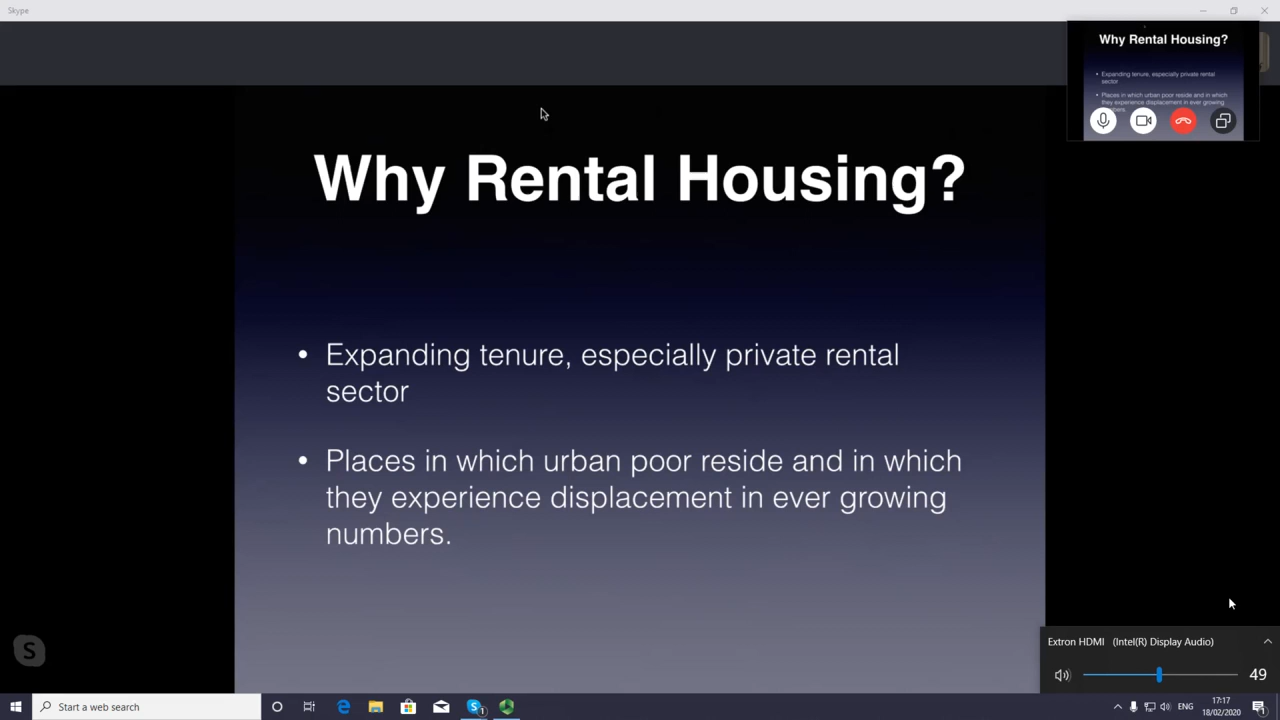 Skype
Why Rental Housing?
• Expanding tenure, especially private rental
sector
• Places in which urban poor reside and in which
they experience displacement in ever growing
numbers.
Why Rental Housing?
• Expanding tenure, especially private rental
sector
• Places in which urban poor reside and in which
they experience displacement in ever growing
S
Extron HDMI (Intel(R) Display Audio)
49
Start a web search
S 1
ENG
17:17
18/02/2020
1